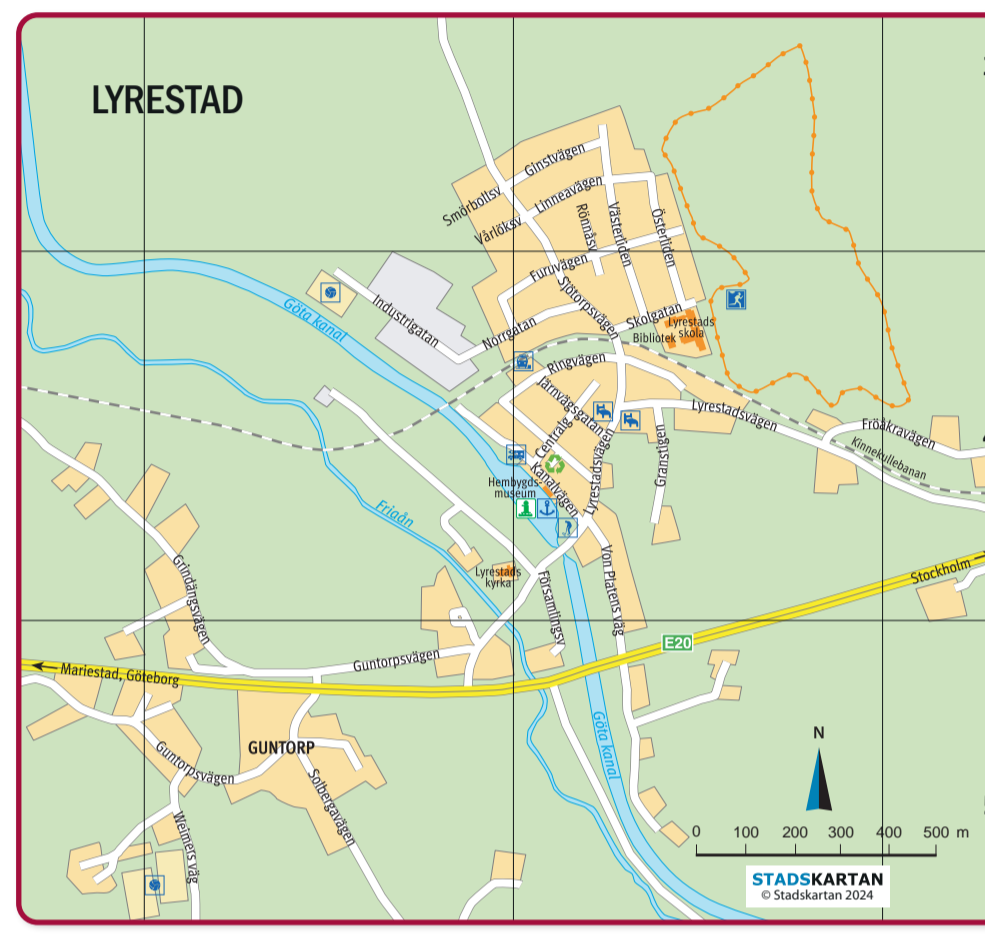 LYRESTAD
Ginstvägen
Smörbollsv
Linneavägen
Vårlöksv
Rönnäsv
Västerliden
Österliden
Furuvägen
Sjötorpsvägen
Göta kanal
Industrigatan
Norrgatan
Skolgatan
Lyrestads
skola
Bibliotek
Ringvägen
Järnvägsgatan
Lyrestadsvägen
Fröåkravägen
Kinnekullebanan
Centralg
Kanalvägen
Lyrestadsvägen
Granstigen
Hembygds-
museum
Friaån
Lyrestads
kyrka
Församlingsv
Von Platens väg
Grindängsvägen
Stockholm
E20
Guntorpsvägen
Mariestad, Göteborg
Göta kanal
GUNTORP
Guntorpsvägen
Solbergavägen
Weimers väg
N
0 100 200 300 400 500 m
STADSKARTAN
© Stadskartan 2024